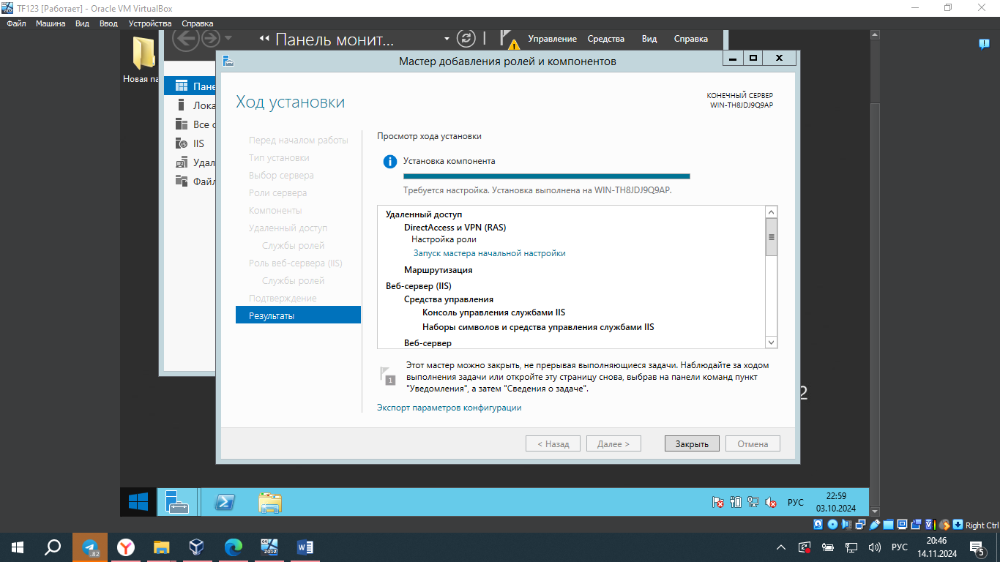 TF123 [Работает] - Oracle VM VirtualBox
Файл Машина Вид Ввод Устройства Справка
Панель монит...
Управление Средства Вид Справка
Новая па
Мастер добавления ролей и компонентов
Пане
Лока
Все с
IIS
Удал
Файл
Ход установки
КОНЕЧНЫЙ СЕРВЕР
WIN-TH8JDJ9Q9AP
Перед началом работы
Тип установки
Выбор сервера
Роли сервера
Компоненты
Удаленный доступ
Службы ролей
Роль веб-сервера (IIS)
Службы ролей
Подтверждение
Результаты
Просмотр хода установки
Установка компонента
Требуется настройка. Установка выполнена на WIN-TH8JDJ9Q9AP.
Удаленный доступ
DirectAccess и VPN (RAS)
Настройка роли
Запуск мастера начальной настройки
Маршрутизация
Веб-сервер (IIS)
Средства управления
Консоль управления службами IIS
Наборы символов и средства управления службами IIS
Веб-сервер
1
Этот мастер можно закрыть, не прерывая выполняющиеся задачи. Наблюдайте за ходом
выполнения задачи или откройте эту страницу снова, выбрав на панели команд пункт
"Уведомления", а затем "Сведения о задаче".
Экспорт параметров конфигурации
2
< Назад Далее > Закрыть Отмена
РУС
22:59
03.10.2024
Right Ctrl
82
2012
РУС
20:46
14.11.2024
5